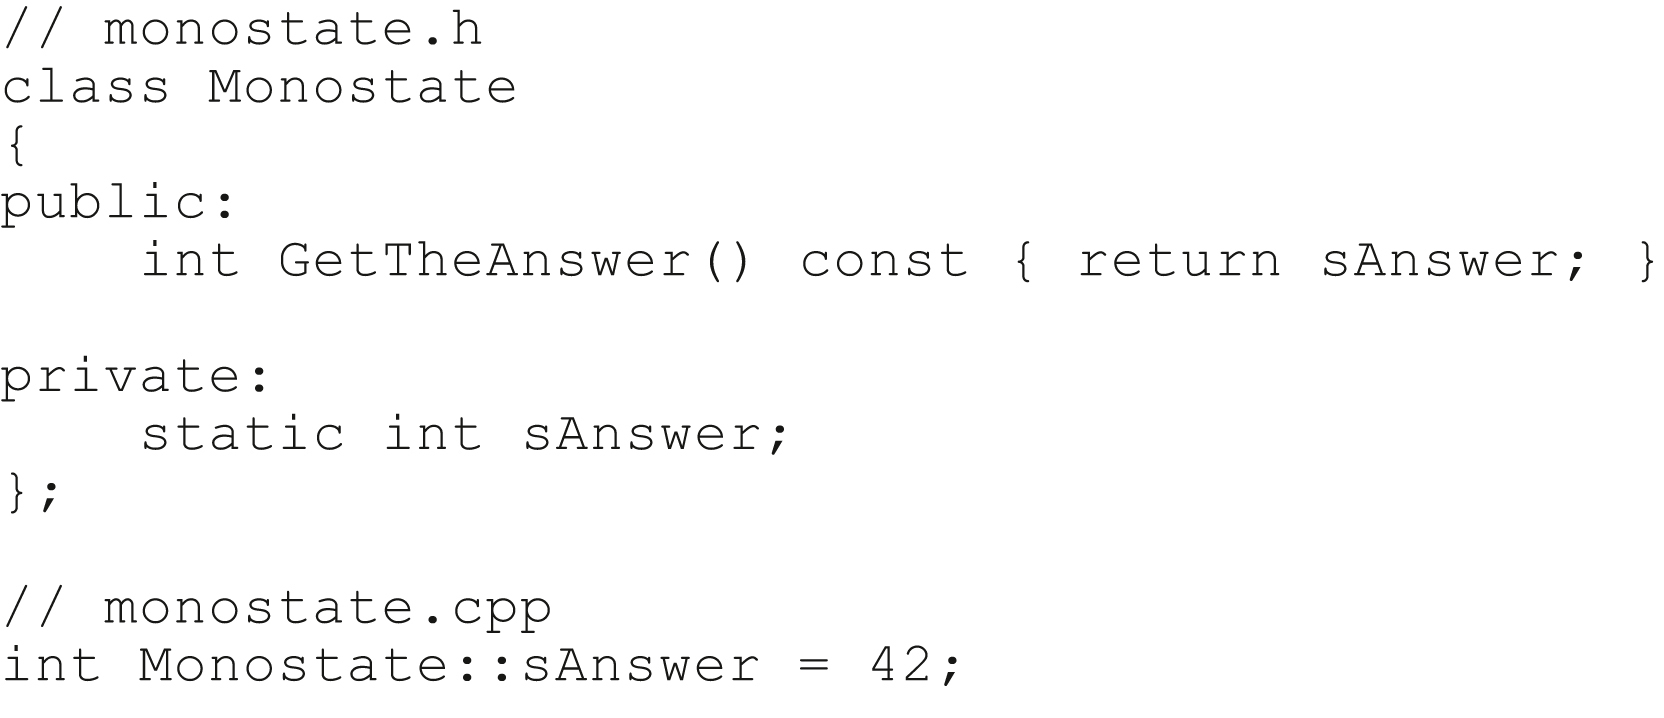 // monostate.h
class Monostate
{
public:
    int GetTheAnswer() const { return sAnswer; }

private:
    static int sAnswer;
};

// monostate.cpp
int Monostate::sAnswer = 42;